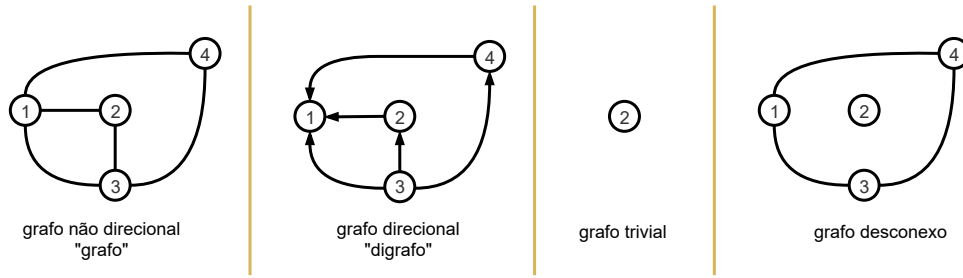 4
1
2
3
grafo não direcional
"grafo"
4
1
2
3
grafo direcional
"digrafo"
2
grafo trivial
4
1
2
3
grafo desconexo